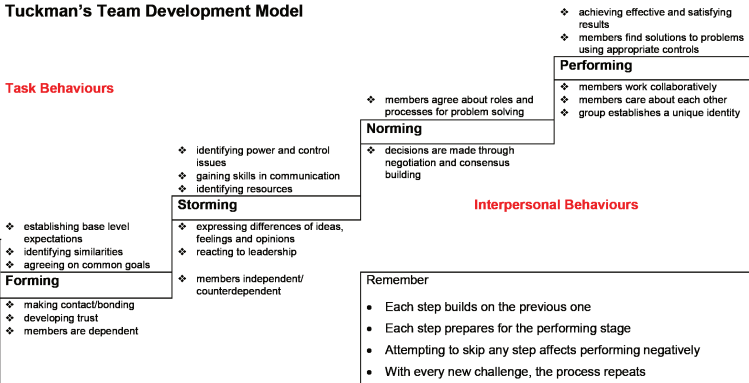 Tuckman's Team Development Model
❖ achieving effective and satisfying
results
❖ members find solutions to problems
using appropriate controls
Performing
❖ members work collaboratively
❖ members care about each other
❖ group establishes a unique identity
Task Behaviours
❖ members agree about roles and
processes for problem solving
Norming
❖ decisions are made through
negotiation and consensus
building
❖ identifying power and control
issues
❖ gaining skills in communication
❖ identifying resources
Storming
❖ expressing differences of ideas,
feelings and opinions
❖ reacting to leadership
❖ members independent/
counterdependent
Interpersonal Behaviours
❖ establishing base level
expectations
❖ identifying similarities
❖ agreeing on common goals
Forming
❖ making contact/bonding
❖ developing trust
❖ members are dependent
Remember
• Each step builds on the previous one
• Each step prepares for the performing stage
• Attempting to skip any step affects performing negatively
• With every new challenge, the process repeats